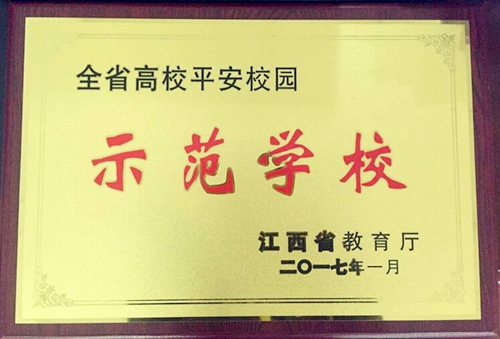 全省高校平安校园
示范学校
江西省教育厅
二〇一七年一月